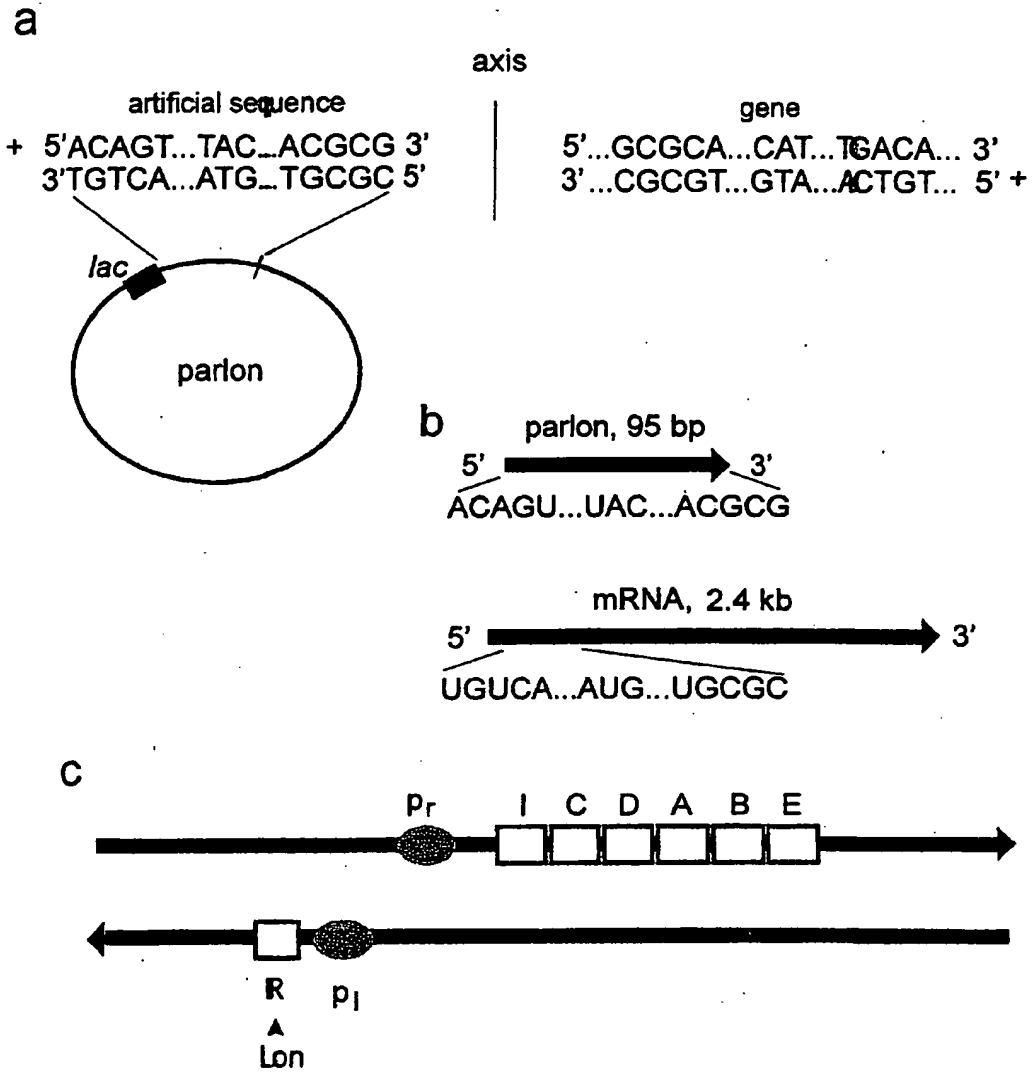 a
axis
artificial sequence
gene
+ 5'ACAGT...TAC...ACGCG 3'
3'TGTCA...ATG...TGCGC 5'
5'...GCGCA...CAT...TGACA... 3'
3'...CGCGT...GTA...ACTGT... 5' +
lac
parlon
b
parlon, 95 bp
5' 3'
ACAGU...UAC...ACGCG
mRNA, 2.4 kb
5' 3'
UGUCA...AUG...UGCGC
c
pr I C D A B E
R pl
Lon